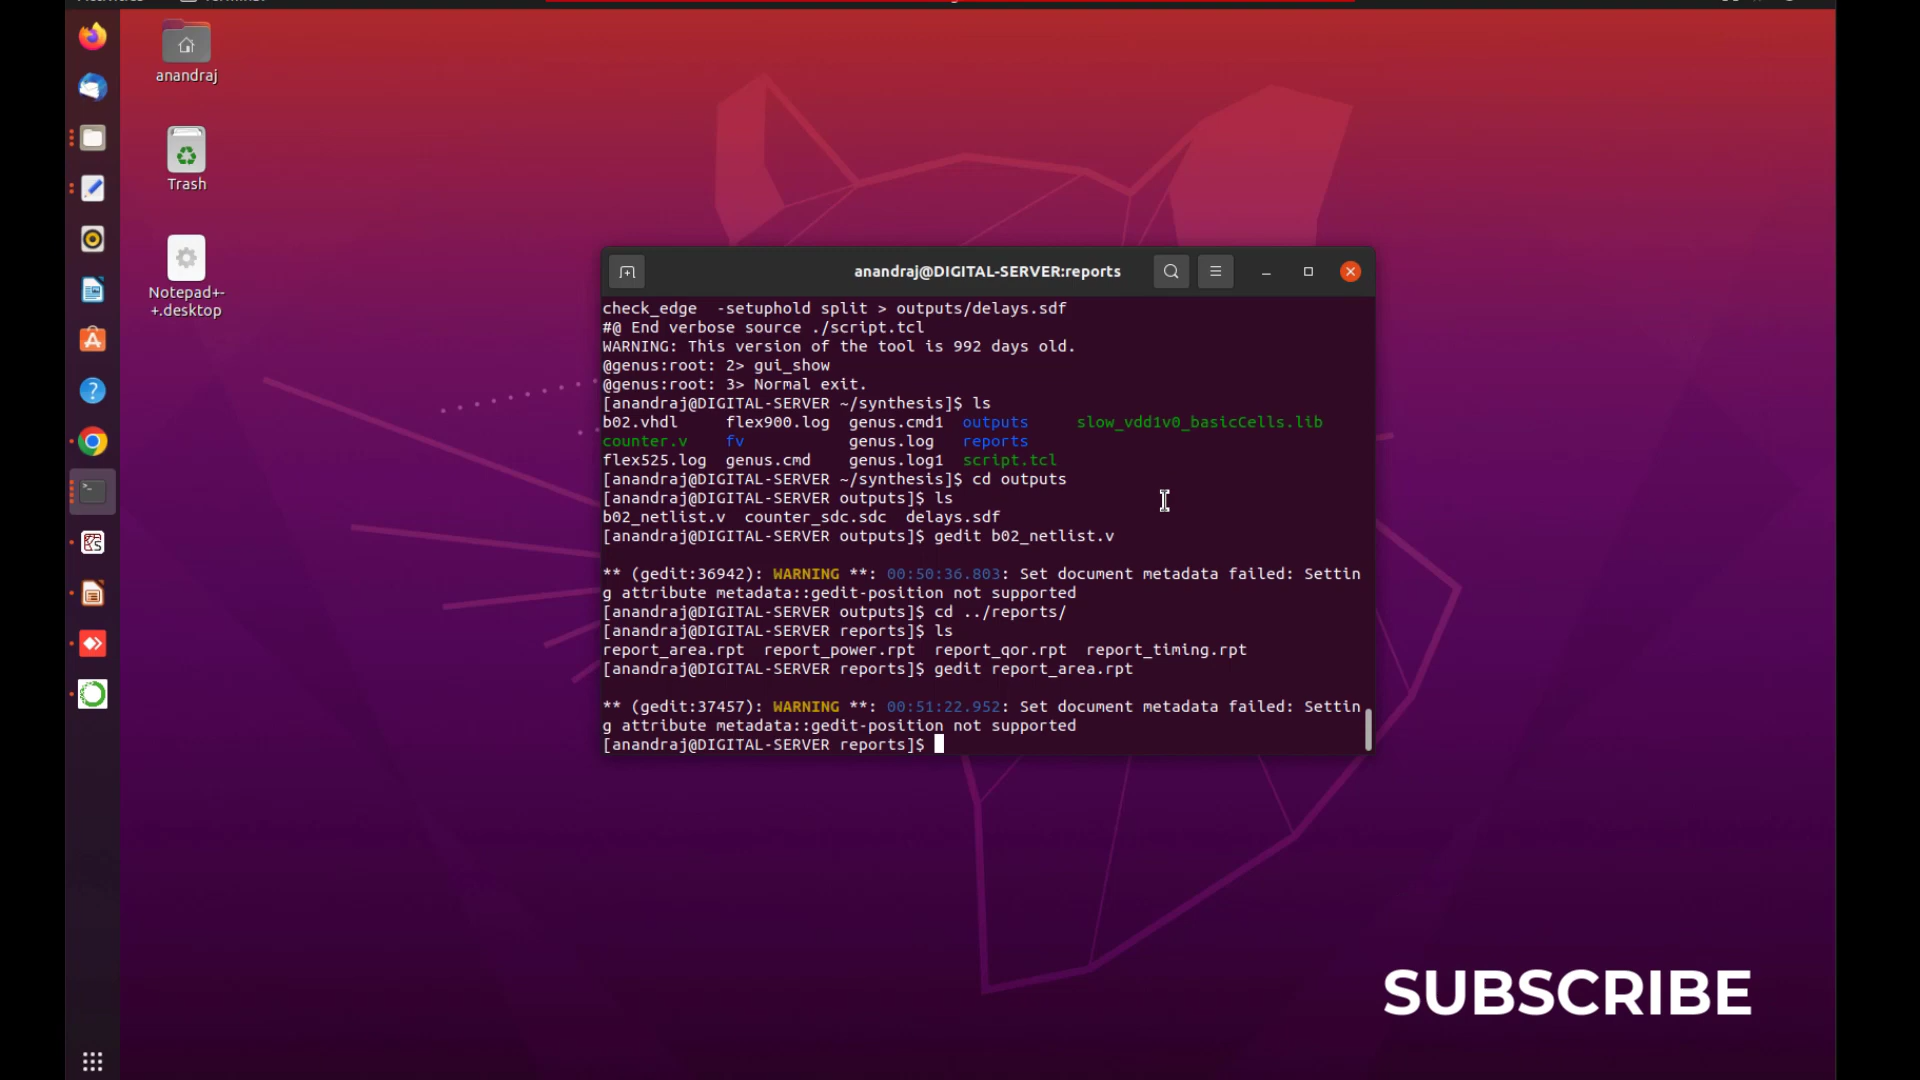 anandraj
Trash
Notepad+-
+.desktop
anandraj@DIGITAL-SERVER:reports
check_edge  -setuphold split > outputs/delays.sdf
#@ End verbose source ./script.tcl
WARNING: This version of the tool is 992 days old.
@genus:root: 2> gui_show
@genus:root: 3> Normal exit.
[anandraj@DIGITAL-SERVER ~/synthesis]$ ls
b02.vhdl     flex900.log  genus.cmd1  outputs     slow_vdd1v0_basicCells.lib
counter.v    fv           genus.log   reports
flex525.log  genus.cmd    genus.log1  script.tcl
[anandraj@DIGITAL-SERVER ~/synthesis]$ cd outputs
[anandraj@DIGITAL-SERVER outputs]$ ls
b02_netlist.v  counter_sdc.sdc  delays.sdf
[anandraj@DIGITAL-SERVER outputs]$ gedit b02_netlist.v
** (gedit:36942): WARNING **: 00:50:36.803: Set document metadata failed: Settin
g attribute metadata::gedit-position not supported
[anandraj@DIGITAL-SERVER outputs]$ cd ../reports/
[anandraj@DIGITAL-SERVER reports]$ ls
report_area.rpt  report_power.rpt  report_qor.rpt  report_timing.rpt
[anandraj@DIGITAL-SERVER reports]$ gedit report_area.rpt
** (gedit:37457): WARNING **: 00:51:22.952: Set document metadata failed: Settin
g attribute metadata::gedit-position not supported
[anandraj@DIGITAL-SERVER reports]$
SUBSCRIBE